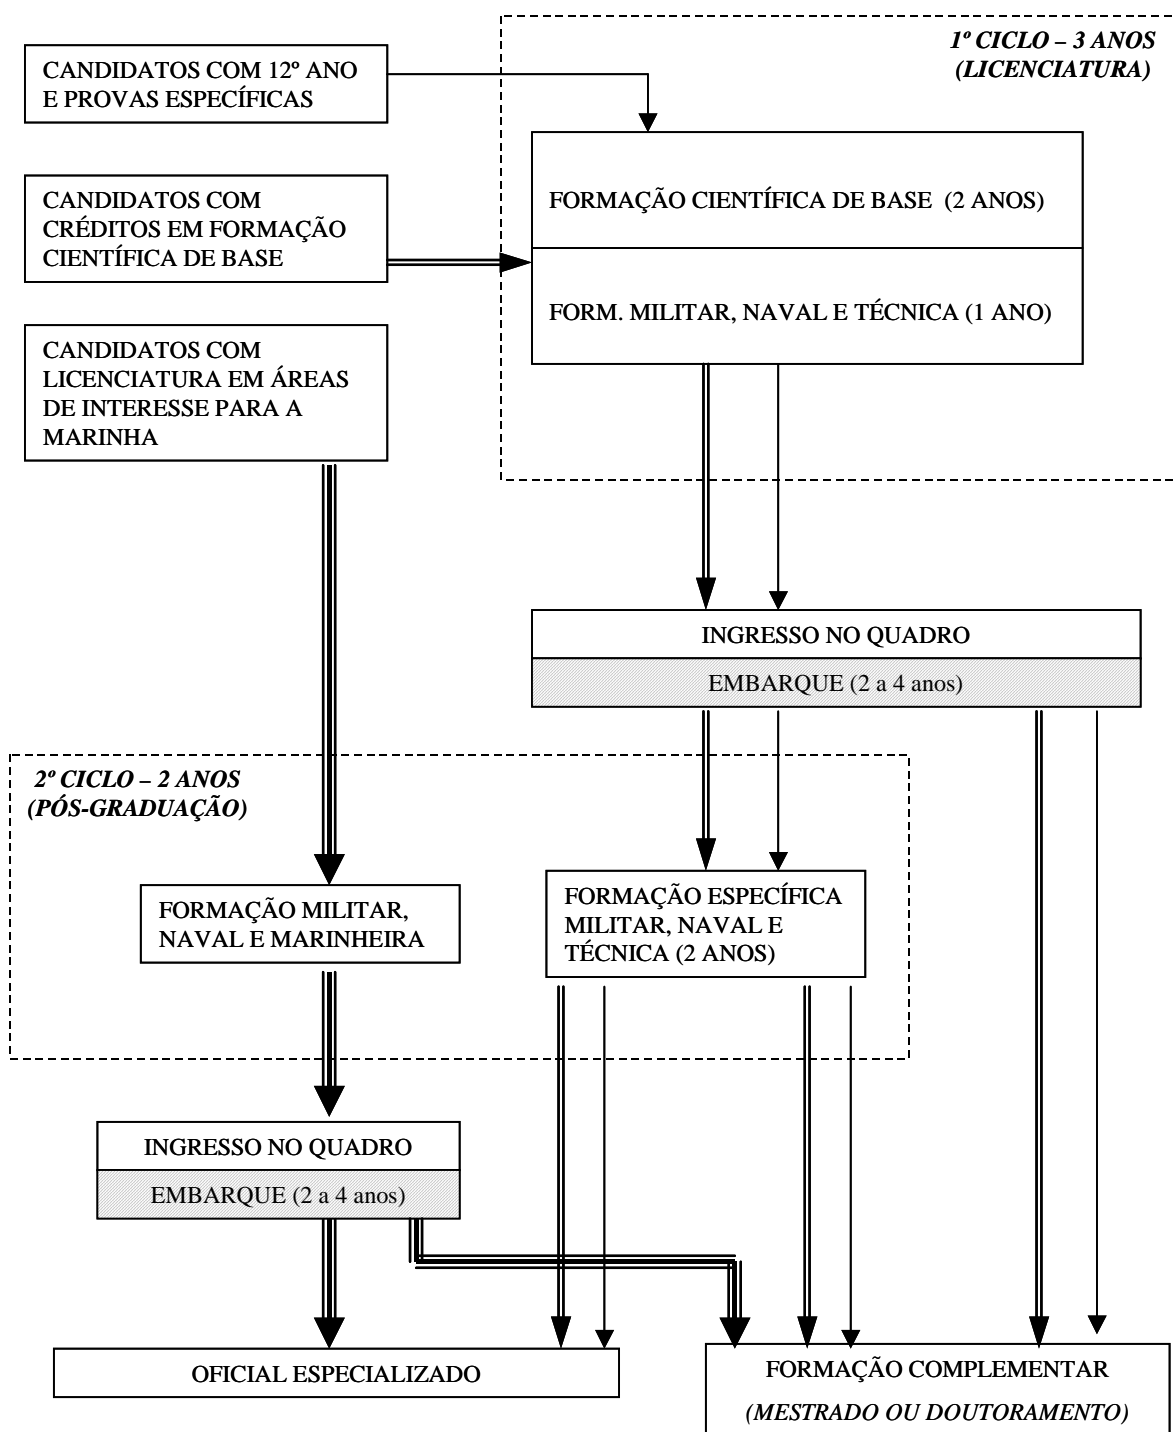 1º CICLO – 3 ANOS
(LICENCIATURA)
CANDIDATOS COM 12º ANO
E PROVAS ESPECÍFICAS
CANDIDATOS COM
CRÉDITOS EM FORMAÇÃO
CIENTÍFICA DE BASE
FORMAÇÃO CIENTÍFICA DE BASE (2 ANOS)
FORM. MILITAR, NAVAL E TÉCNICA (1 ANO)
CANDIDATOS COM
LICENCIATURA EM ÁREAS
DE INTERESSE PARA A
MARINHA
INGRESSO NO QUADRO
EMBARQUE (2 a 4 anos)
2º CICLO – 2 ANOS
(PÓS-GRADUAÇÃO)
FORMAÇÃO MILITAR,
NAVAL E MARINHEIRA
FORMAÇÃO ESPECÍFICA
MILITAR, NAVAL E
TÉCNICA (2 ANOS)
INGRESSO NO QUADRO
EMBARQUE (2 a 4 anos)
OFICIAL ESPECIALIZADO
FORMAÇÃO COMPLEMENTAR
(MESTRADO OU DOUTORAMENTO)